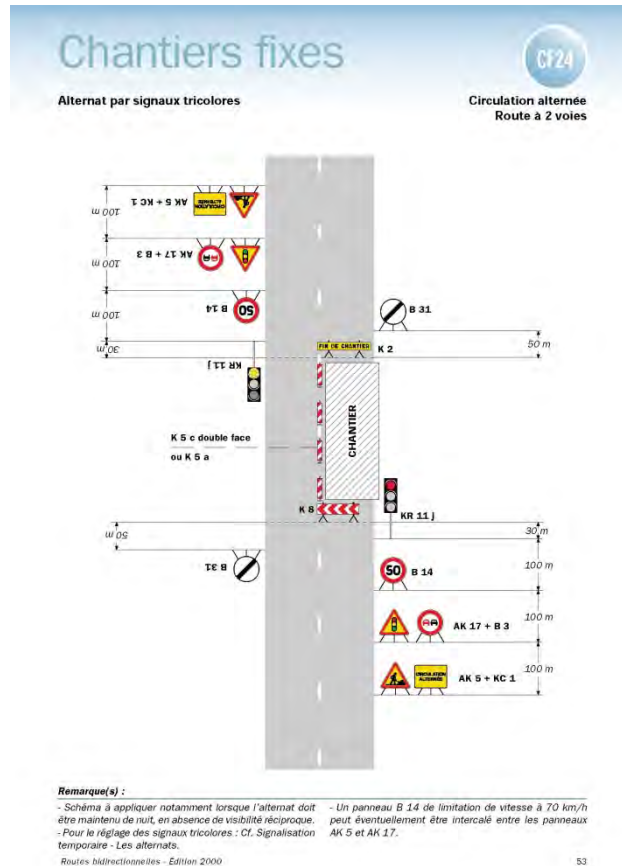 Chantiers fixes
CF24
Alternat par signaux tricolores
Circulation alternée
Route à 2 voies
AK 5 + KC 1
CIRCULATION
ALTERNÉE
100 m
AK 17 + B 3
100 m
B 14
50
100 m
30 m
KR 11 j
B 31
50 m
FIN DE CHANTIER
K 2
CHANTIER
K 5 c double face
ou K 5 a
K 8
KR 11 j
50 m
B 31
30 m
50
B 14
100 m
AK 17 + B 3
100 m
CIRCULATION
ALTERNÉE
AK 5 + KC 1
100 m
Remarque(s) :
- Schéma à appliquer notamment lorsque l'alternat doit
être maintenu de nuit, en absence de visibilité réciproque.
- Pour le réglage des signaux tricolores : Cf. Signalisation
temporaire - Les alternats.
- Un panneau B 14 de limitation de vitesse à 70 km/h
peut éventuellement être intercalé entre les panneaux
AK 5 et AK 17.
Routes bidirectionnelles - Édition 2000
53